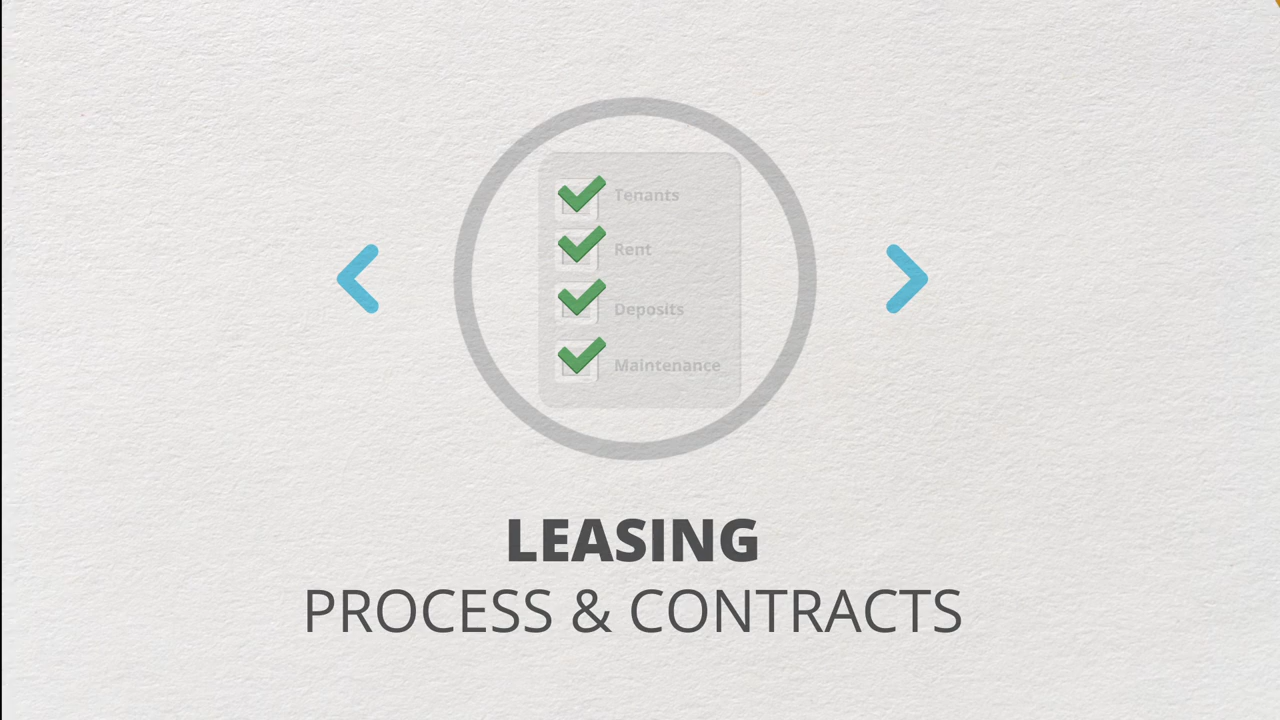 Tenants
Rent
Deposits
Maintenance
LEASING
PROCESS & CONTRACTS